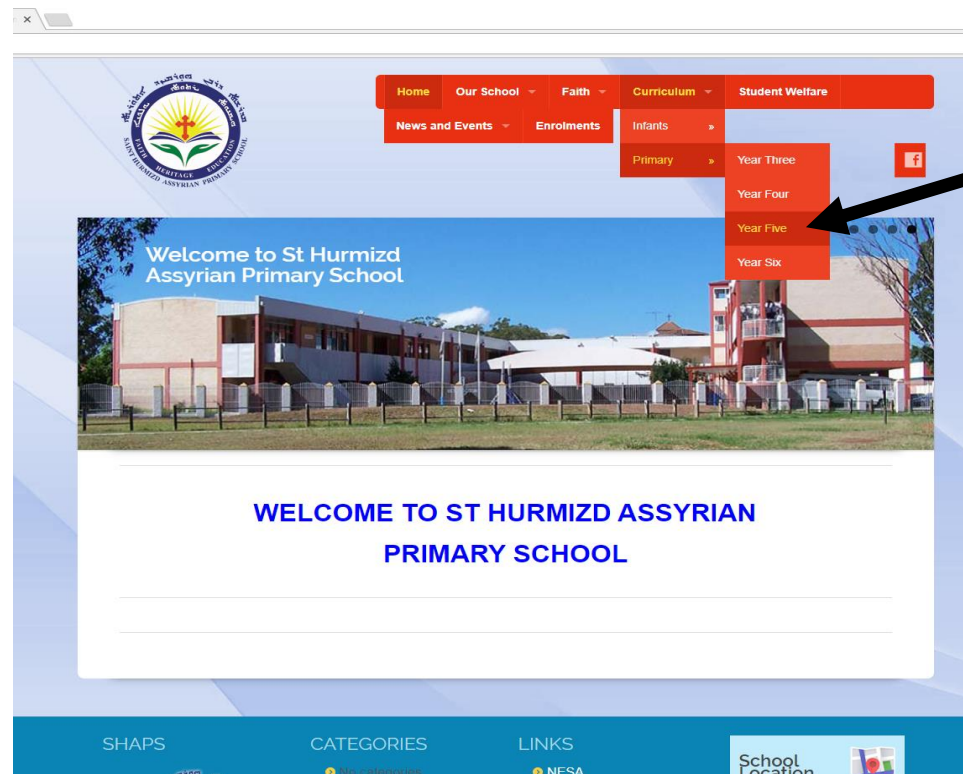 ×
Home Our School Faith Curriculum Student Welfare
News and Events Enrolments Infants »
Primary » Year Three
Year Four
Year Five
Year Six
f
FAITH HERITAGE EDUCATION
SAINT HURMIZD ASSYRIAN PRIMARY SCHOOL
Welcome to St Hurmizd
Assyrian Primary School
WELCOME TO ST HURMIZD ASSYRIAN
PRIMARY SCHOOL
SHAPS CATEGORIES LINKS
No categories NESA
School
Location